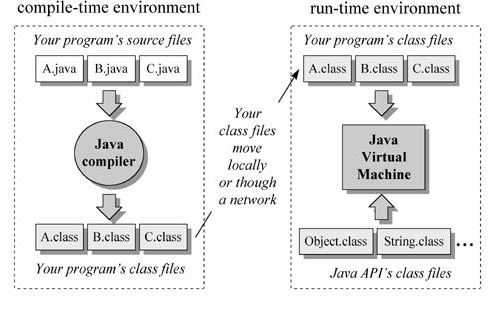 compile-time environment
Your program's source files
A.java B.java C.java
Java
compiler
A.class B.class C.class
Your program's class files
Your
class files
move
locally
or though
a network
run-time environment
Your program's class files
A.class B.class C.class
Java
Virtual
Machine
Object.class String.class ...
Java API's class files